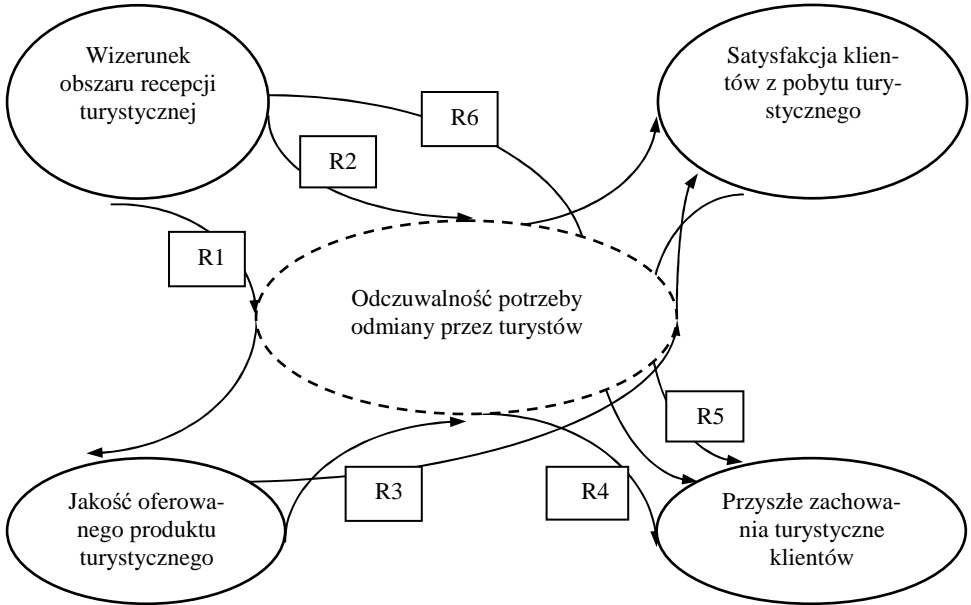 Wizerunek
obszaru recepcji
turystycznej
Satysfakcja klien-
tów z pobytu tury-
stycznego
R6
R2
R1
Odczuwalność potrzeby
odmiany przez turystów
R5
R3
R4
Jakość oferowa-
nego produktu
turystycznego
Przyszłe zachowa-
nia turystyczne
klientów